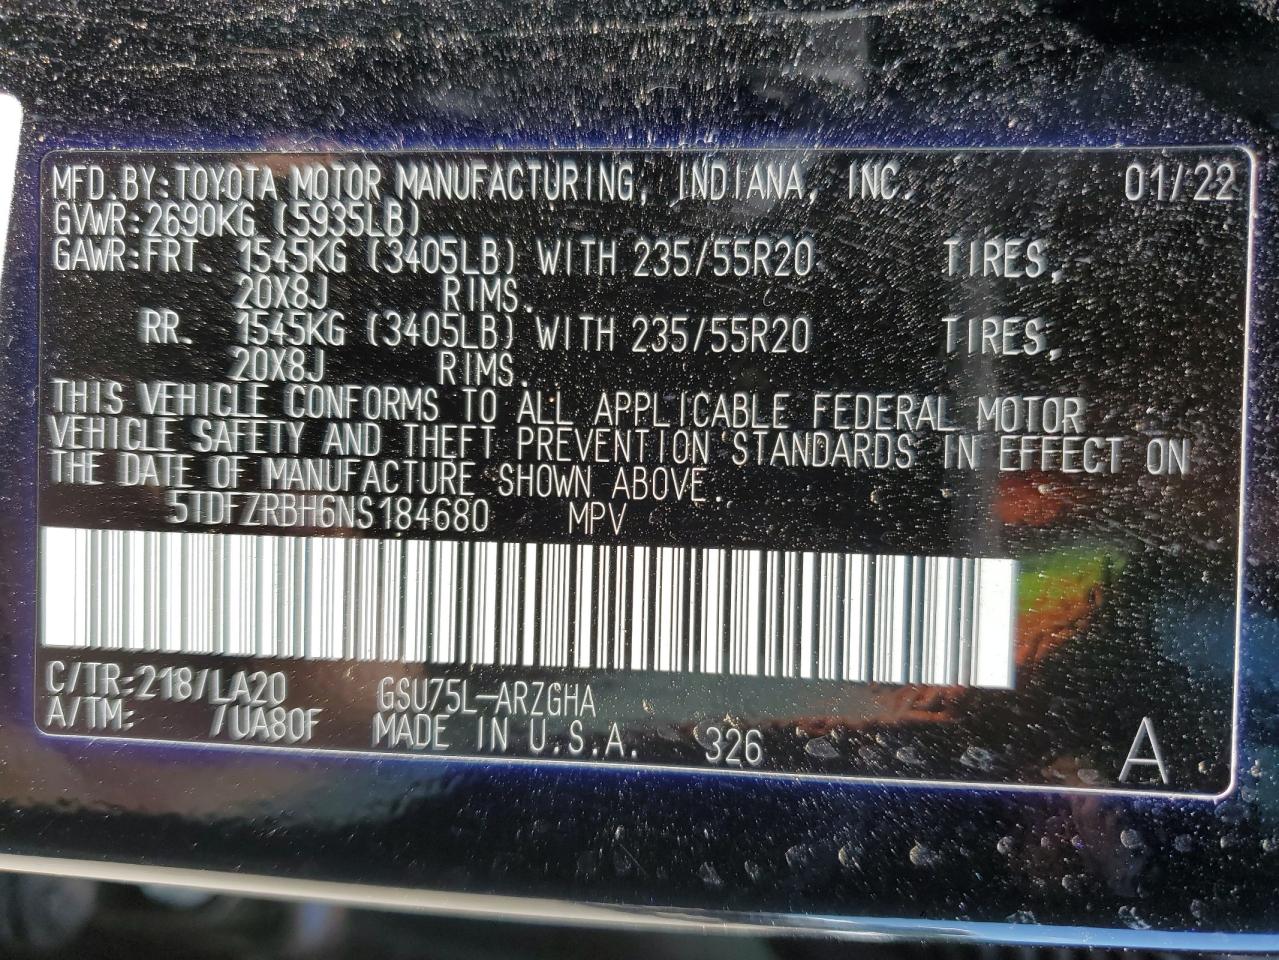 MFD BY:TOYOTA MOTOR MANUFACTURING, INDIANA, INC. 01/22
GVWR:2690KG (5935LB)
GAWR:FRT. 1545KG (3405LB) WITH 235/55R20 TIRES,
20X8J RIMS.
RR. 1545KG (3405LB) WITH 235/55R20 TIRES,
20X8J RIMS.
THIS VEHICLE CONFORMS TO ALL APPLICABLE FEDERAL MOTOR
VEHICLE SAFETY AND THEFT PREVENTION STANDARDS IN EFFECT ON
THE DATE OF MANUFACTURE SHOWN ABOVE.
5TDFZRBH6NS184680 MPV
C/TR:218/LA20 GSU75L-ARZGHA
A/TM: /UA80F MADE IN U.S.A. 326 A